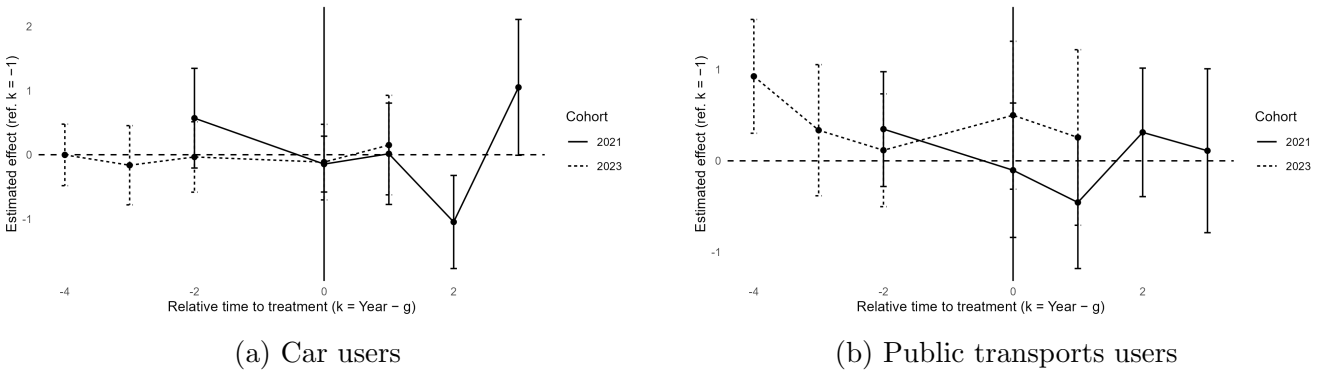 2
1
0
-1
Estimated effect (ref. k = −1)
-4
-2
0
2
Relative time to treatment (k = Year − g)
Cohort
2021
2023
(a) Car users
1
0
-1
Estimated effect (ref. k = −1)
-4
-2
0
2
Relative time to treatment (k = Year − g)
Cohort
2021
2023
(b) Public transports users